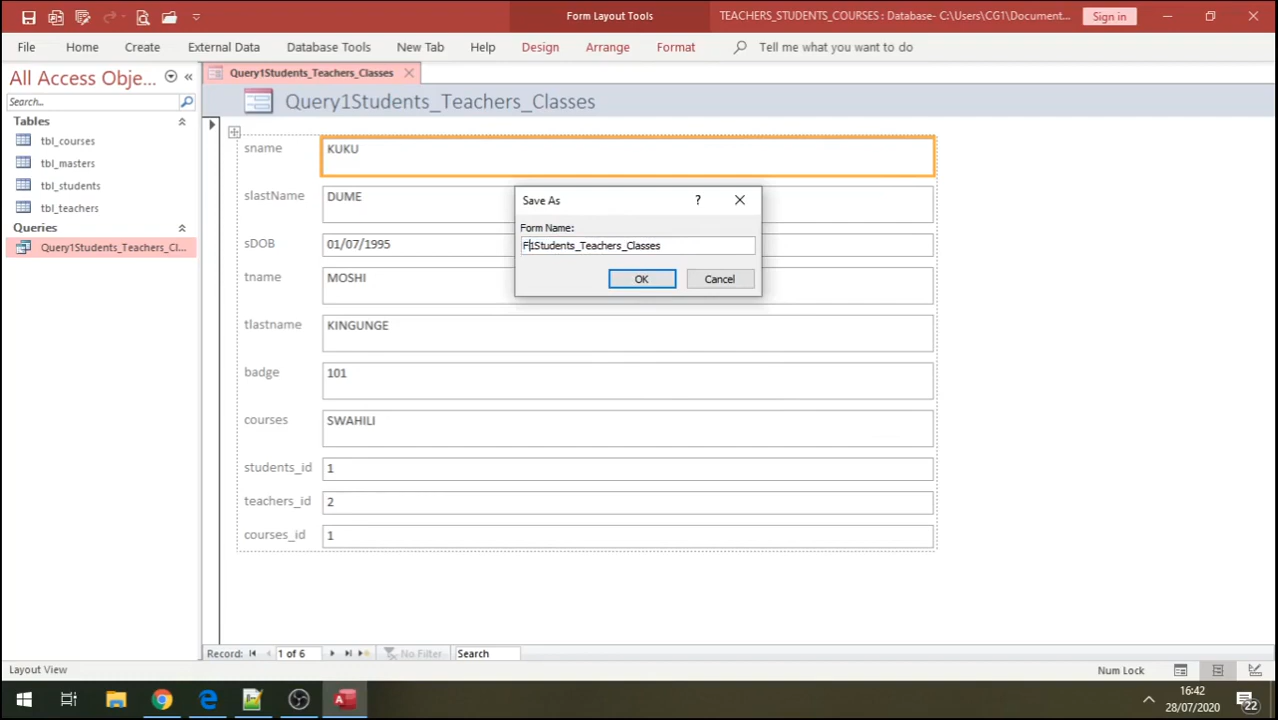 Form Layout Tools
TEACHERS_STUDENTS_COURSES : Database- C:\Users\CG1\Document...
Sign in
File Home Create External Data Database Tools New Tab Help Design Arrange Format Tell me what you want to do
All Access Obje...
Query1Students_Teachers_Classes
Search...
Query1Students_Teachers_Classes
Tables
tbl_courses
tbl_masters
tbl_students
tbl_teachers
Queries
Query1Students_Teachers_Cl...
sname KUKU
slastName DUME
sDOB 01/07/1995
tname MOSHI
tlastname KINGUNGE
badge 101
courses SWAHILI
students_id 1
teachers_id 2
courses_id 1
Save As ?
Form Name:
F1Students_Teachers_Classes
OK Cancel
Record: 1 of 6 No Filter Search
Layout View Num Lock
16:42
28/07/2020
22